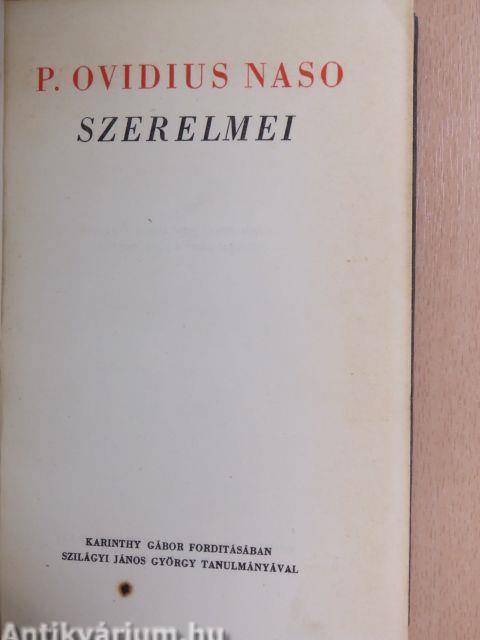 P. OVIDIUS NASO
SZERELMEI
KARINTHY GÁBOR FORDITÁSÁBAN
SZILÁGYI JÁNOS GYÖRGY TANULMÁNYÁVAL
Antikvárium.hu